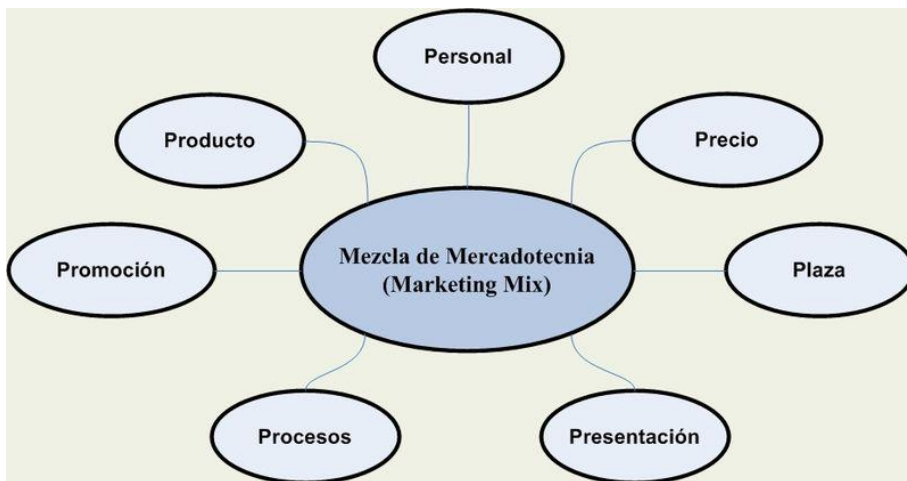 Personal
Producto
Precio
Promoción
Mezcla de Mercadotecnia
(Marketing Mix)
Plaza
Procesos
Presentación